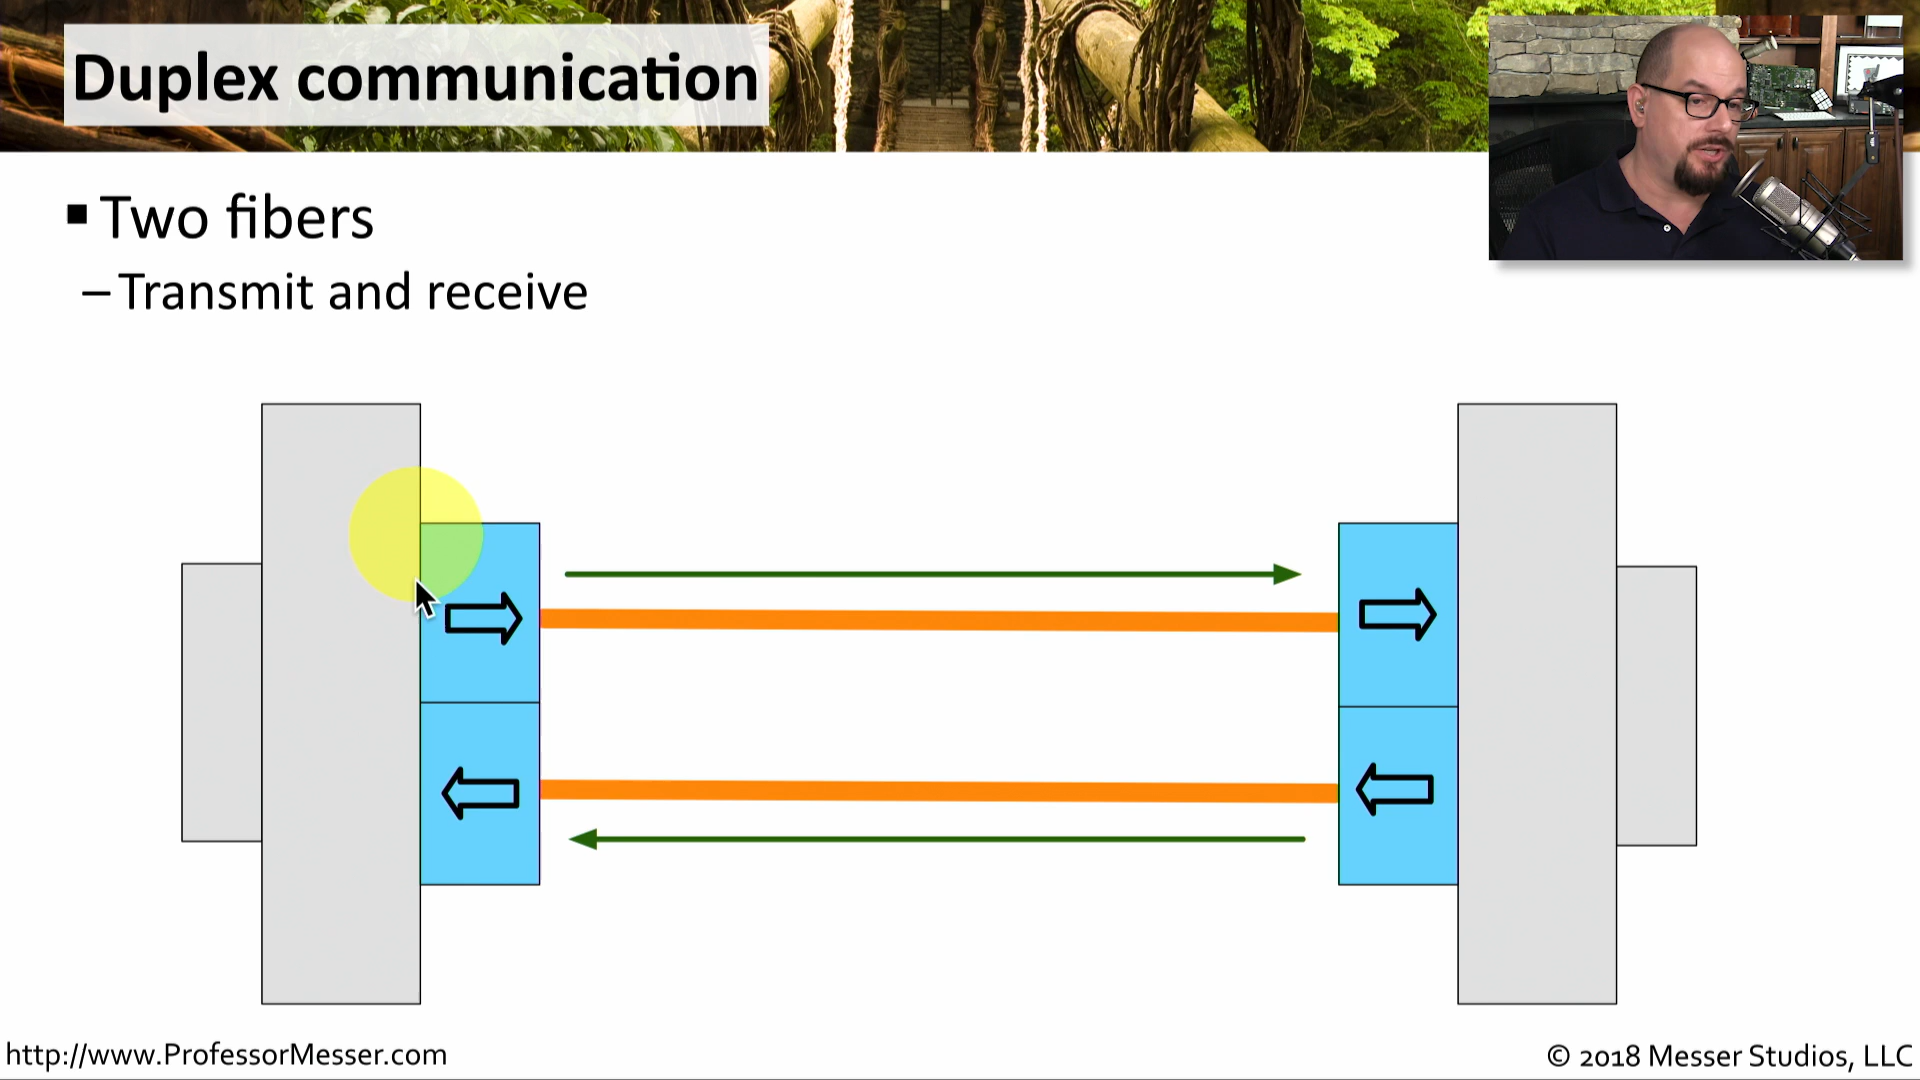 Duplex communication
Two fibers
– Transmit and receive
http://www.ProfessorMesser.com
© 2018 Messer Studios, LLC